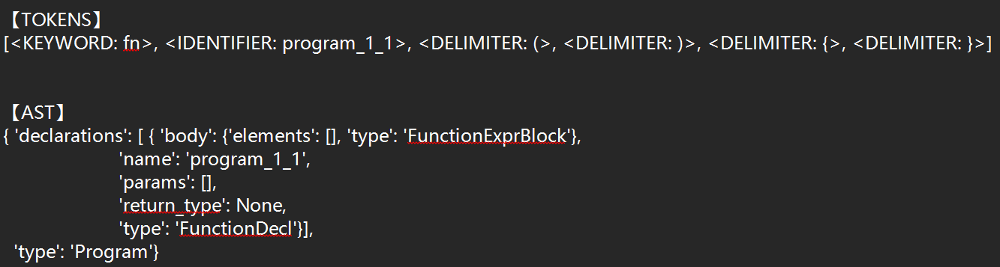 【TOKENS】
[<KEYWORD: fn>, <IDENTIFIER: program_1_1>, <DELIMITER: (>, <DELIMITER: )>, <DELIMITER: {>, <DELIMITER: }>]
【AST】
{ 'declarations': [ { 'body': {'elements': [], 'type': 'FunctionExprBlock'},
'name': 'program_1_1',
'params': [],
'return_type': None,
'type': 'FunctionDecl'}],
'type': 'Program'}